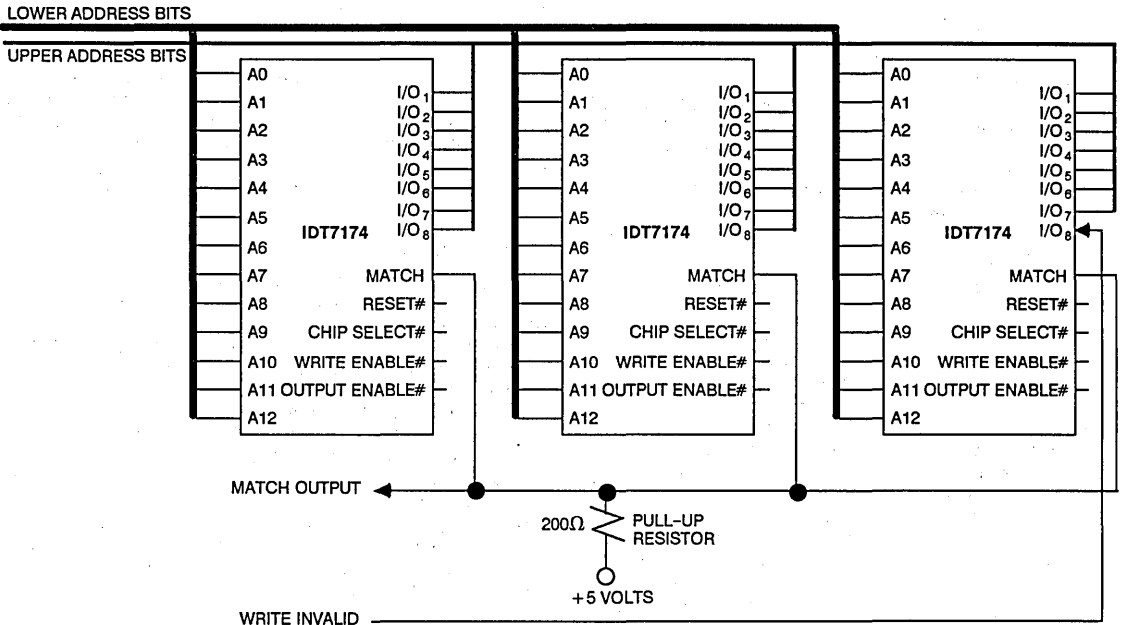 LOWER ADDRESS BITS
UPPER ADDRESS BITS
A0
A1
A2
A3
A4
A5
A6
A7
A8
A9
A10
A11
A12
I/O1
I/O2
I/O3
I/O4
I/O5
I/O6
I/O7
I/O8
IDT7174
MATCH
RESET#
CHIP SELECT#
WRITE ENABLE#
OUTPUT ENABLE#
A0
A1
A2
A3
A4
A5
A6
A7
A8
A9
A10
A11
A12
I/O1
I/O2
I/O3
I/O4
I/O5
I/O6
I/O7
I/O8
IDT7174
MATCH
RESET#
CHIP SELECT#
WRITE ENABLE#
OUTPUT ENABLE#
A0
A1
A2
A3
A4
A5
A6
A7
A8
A9
A10
A11
A12
I/O1
I/O2
I/O3
I/O4
I/O5
I/O6
I/O7
I/O8
IDT7174
MATCH
RESET#
CHIP SELECT#
WRITE ENABLE#
OUTPUT ENABLE#
MATCH OUTPUT
200Ω
PULL-UP
RESISTOR
+5 VOLTS
WRITE INVALID